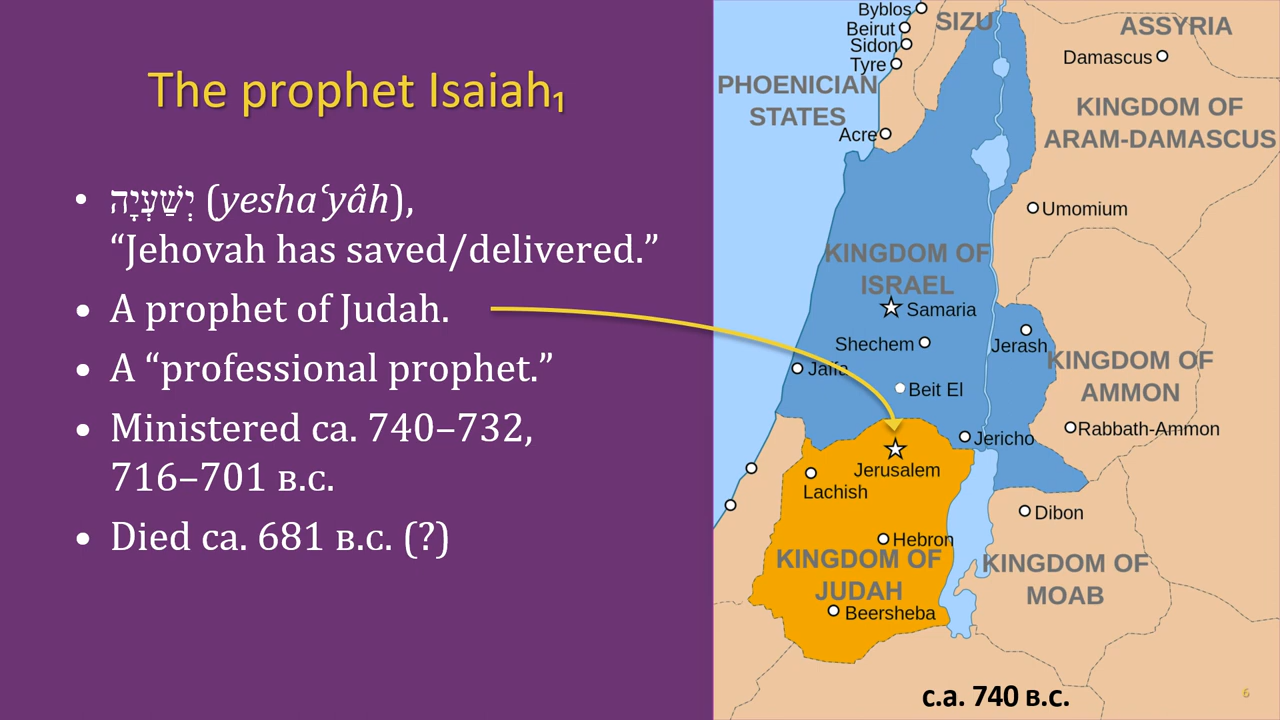 The prophet Isaiah₁
• יְשַׁעְיָה (yeshaʿyâh),
“Jehovah has saved/delivered.”
• A prophet of Judah.
• A “professional prophet.”
• Ministered ca. 740–732,
716–701 B.C.
• Died ca. 681 B.C. (?)
Byblos
SIZU
ASSYRIA
Beirut
Sidon
Damascus
Tyre
PHOENICIAN
STATES
KINGDOM OF
ARAM-DAMASCUS
Acre
Umomium
KINGDOM OF
ISRAEL
Samaria
Shechem
Jerash
Jaffa
KINGDOM OF
AMMON
Beit El
Rabbath-Ammon
Jericho
Jerusalem
Lachish
Dibon
Hebron
KINGDOM OF
JUDAH
KINGDOM OF
MOAB
Beersheba
c.a. 740 B.C.
6